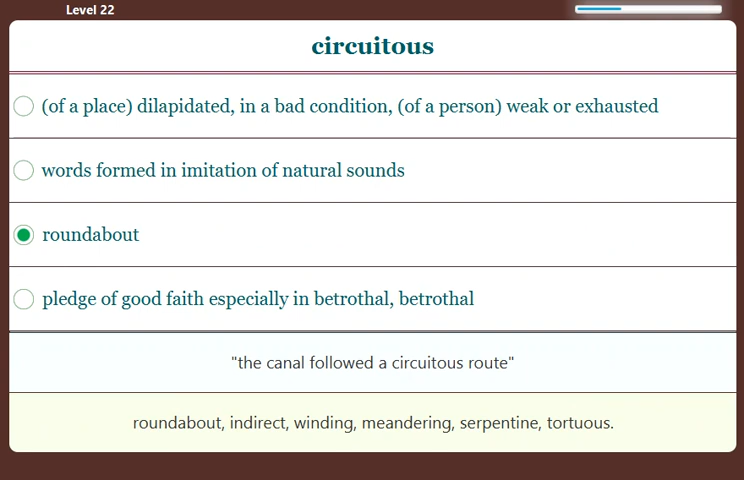 Level 22
circuitous
(of a place) dilapidated, in a bad condition, (of a person) weak or exhausted
words formed in imitation of natural sounds
roundabout
pledge of good faith especially in betrothal, betrothal
"the canal followed a circuitous route"
roundabout, indirect, winding, meandering, serpentine, tortuous.